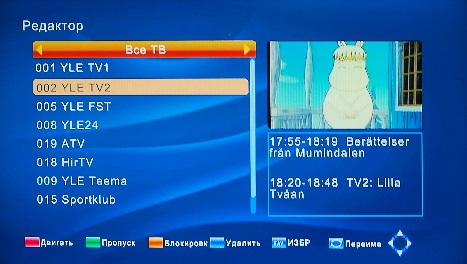 Редактор
Все ТВ
001 YLE TV1
002 YLE TV2
005 YLE FST
008 YLE24
019 ATV
018 HirTV
009 YLE Teema
015 Sportklub
17:55-18:19 Berättelser
från Mumindalen
18:20-18:48 TV2: Lilla
Tvåan
Двигать Пропуск Блокировк Удалить FAV ИЗБР Переиме